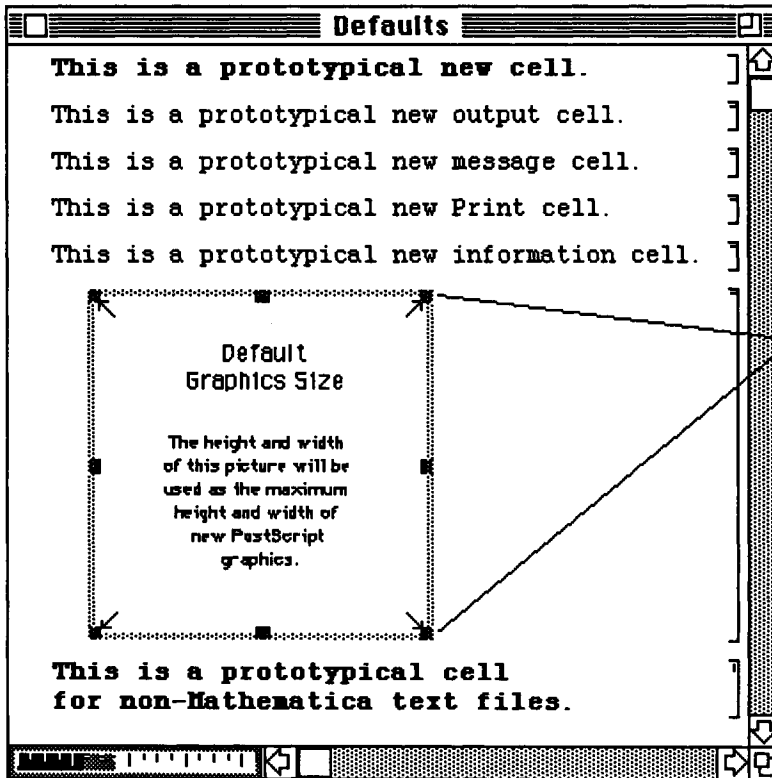 Defaults
This is a prototypical new cell.
This is a prototypical new output cell.
This is a prototypical new message cell.
This is a prototypical new Print cell.
This is a prototypical new information cell.
Default
Graphics Size
The height and width
of this picture will be
used as the maximum
height and width of
new PostScript
graphics.
This is a prototypical cell
for non-Mathematica text files.